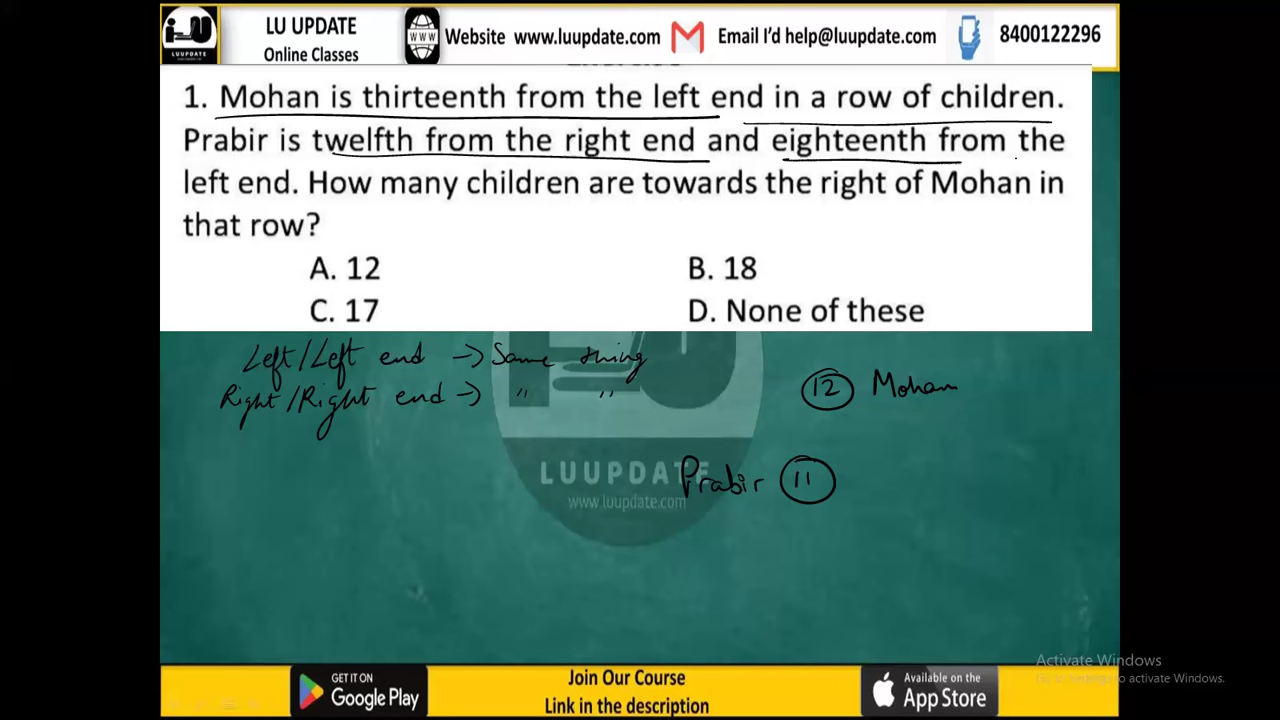 LU UPDATE
Online Classes
LUUPDATE
WWW
Website www.luupdate.com
Email I'd help@luupdate.com
8400122296
1. Mohan is thirteenth from the left end in a row of children.
Prabir is twelfth from the right end and eighteenth from the
left end. How many children are towards the right of Mohan in
that row?
A. 12 B. 18
C. 17 D. None of these
Left/Left end → Same thing
Right/Right end → " "
12 Mohan
Prabir 11
LUUPDATE
www.luupdate.com
Activate Windows
GET IT ON
Google Play
Join Our Course
Link in the description
Available on the
App Store